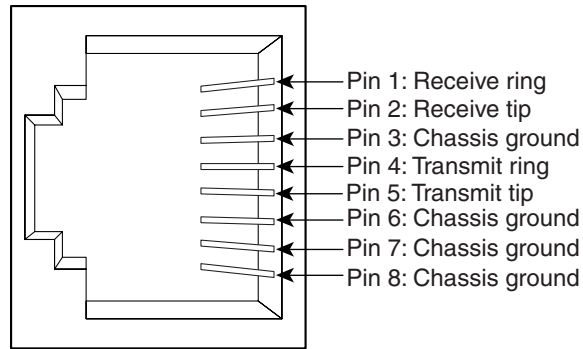 Pin 1: Receive ring
Pin 2: Receive tip
Pin 3: Chassis ground
Pin 4: Transmit ring
Pin 5: Transmit tip
Pin 6: Chassis ground
Pin 7: Chassis ground
Pin 8: Chassis ground